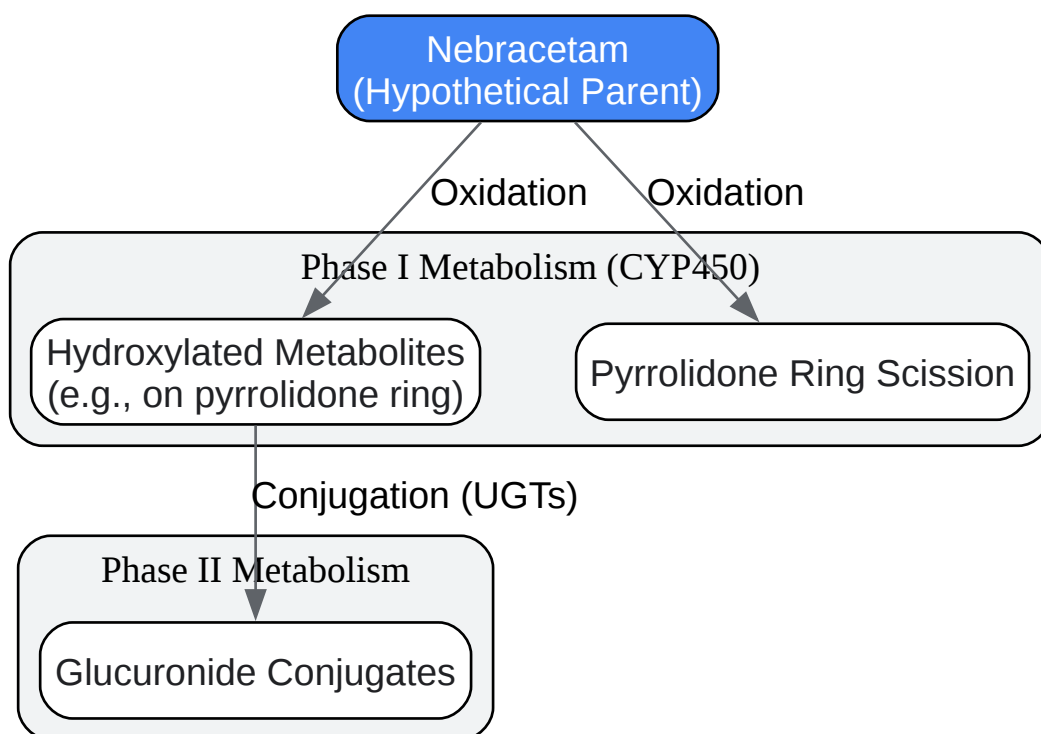 Nebracetam
(Hypothetical Parent)
Oxidation
Oxidation
Phase I Metabolism (CYP450)
Hydroxylated Metabolites
(e.g., on pyrrolidone ring)
Pyrrolidone Ring Scission
Conjugation (UGTs)
Phase II Metabolism
Glucuronide Conjugates